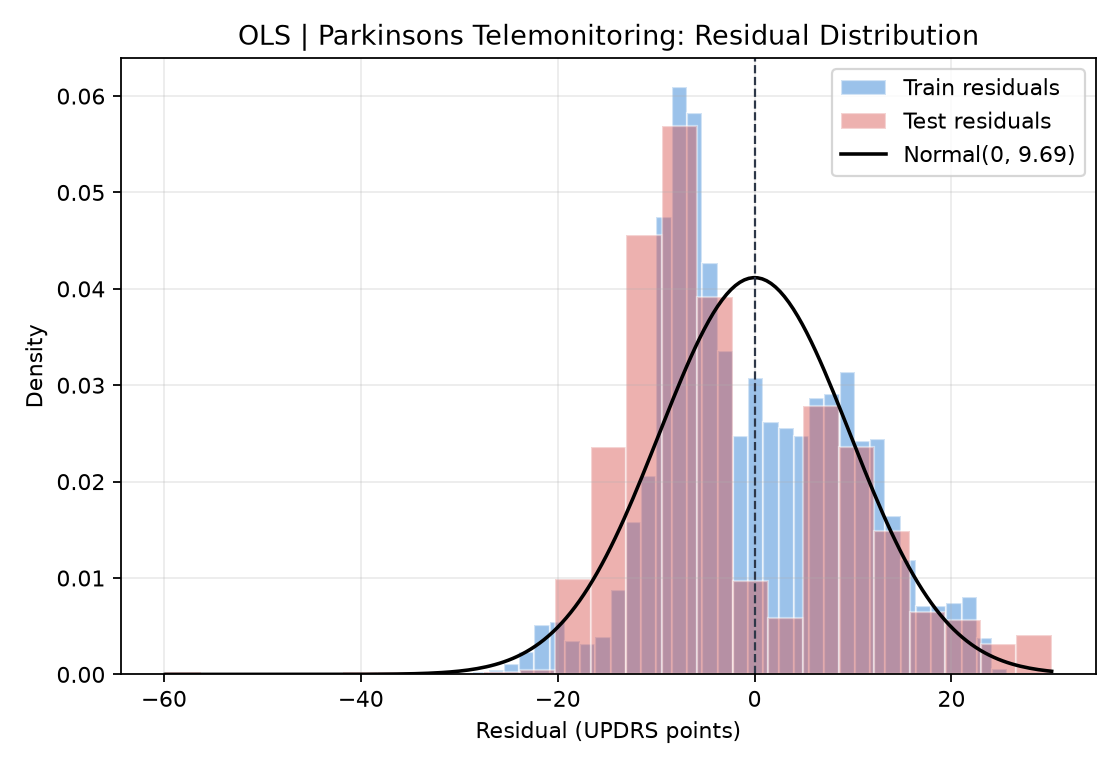 OLS | Parkinsons Telemonitoring: Residual Distribution
Train residuals
Test residuals
Normal(0, 9.69)
0.06
0.05
0.04
0.03
0.02
0.01
0.00
Density
−60
−40
−20
0
20
Residual (UPDRS points)